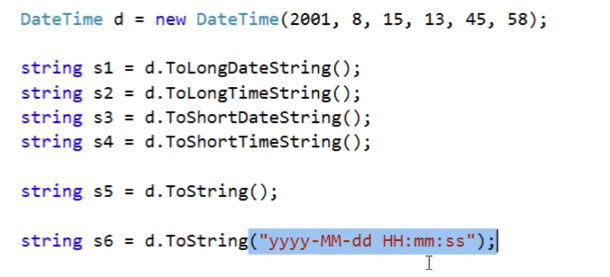 DateTime d = new DateTime(2001, 8, 15, 13, 45, 58);
string s1 = d.ToLongDateString();
string s2 = d.ToLongTimeString();
string s3 = d.ToShortDateString();
string s4 = d.ToShortTimeString();
string s5 = d.ToString();
string s6 = d.ToString("yyyy-MM-dd HH:mm:ss");